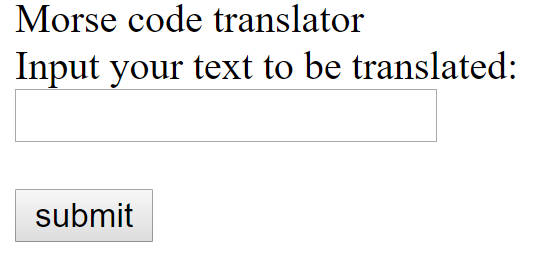 Morse code translator
Input your text to be translated:
submit